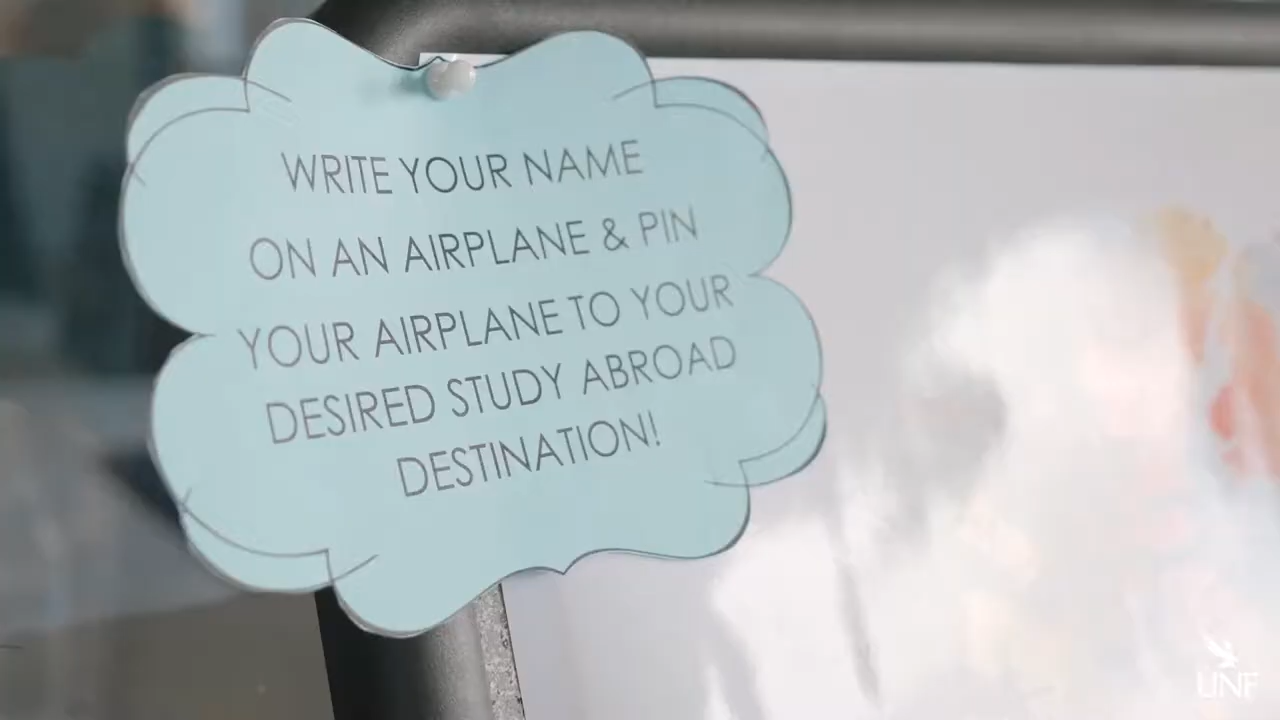 WRITE YOUR NAME
ON AN AIRPLANE & PIN
YOUR AIRPLANE TO YOUR
DESIRED STUDY ABROAD
DESTINATION!
UNF